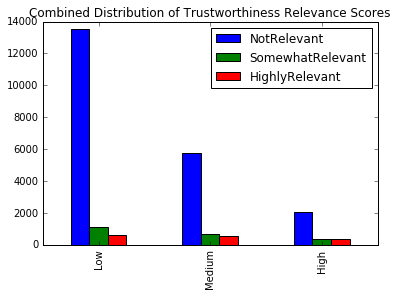 Combined Distribution of Trustworthiness Relevance Scores
14000
12000
10000
8000
6000
4000
2000
0
NotRelevant
SomewhatRelevant
HighlyRelevant
Low
Medium
High